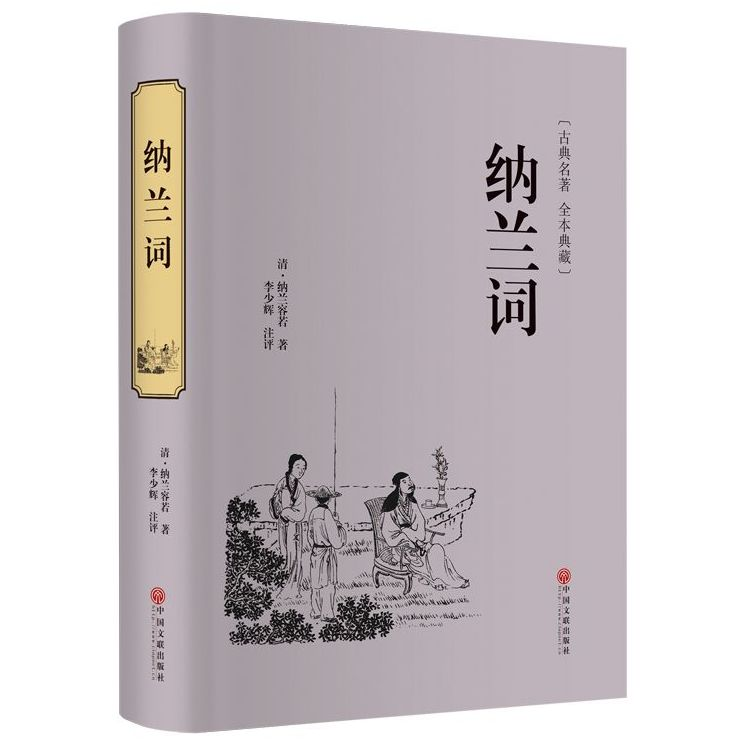 纳兰词
清·纳兰容若 著
李少辉 注评
中国文联出版社
〔古典名著 全本典藏〕
纳兰词
清·纳兰容若 著
李少辉 注评
中国文联出版社